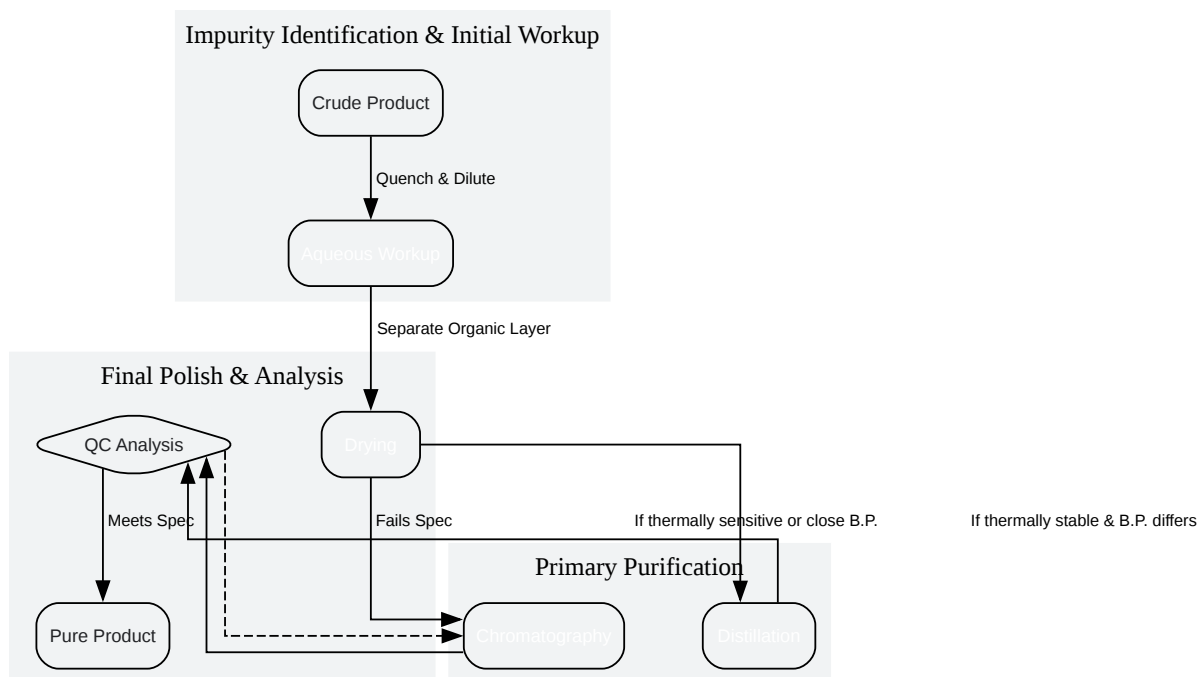 Impurity Identification & Initial Workup
Crude Product
Quench & Dilute
Aqueous Workup
Separate Organic Layer
Final Polish & Analysis
QC Analysis
Drying
Meets Spec
Fails Spec
If thermally sensitive or close B.P.
If thermally stable & B.P. differs
Primary Purification
Pure Product
Chromatography
Distillation